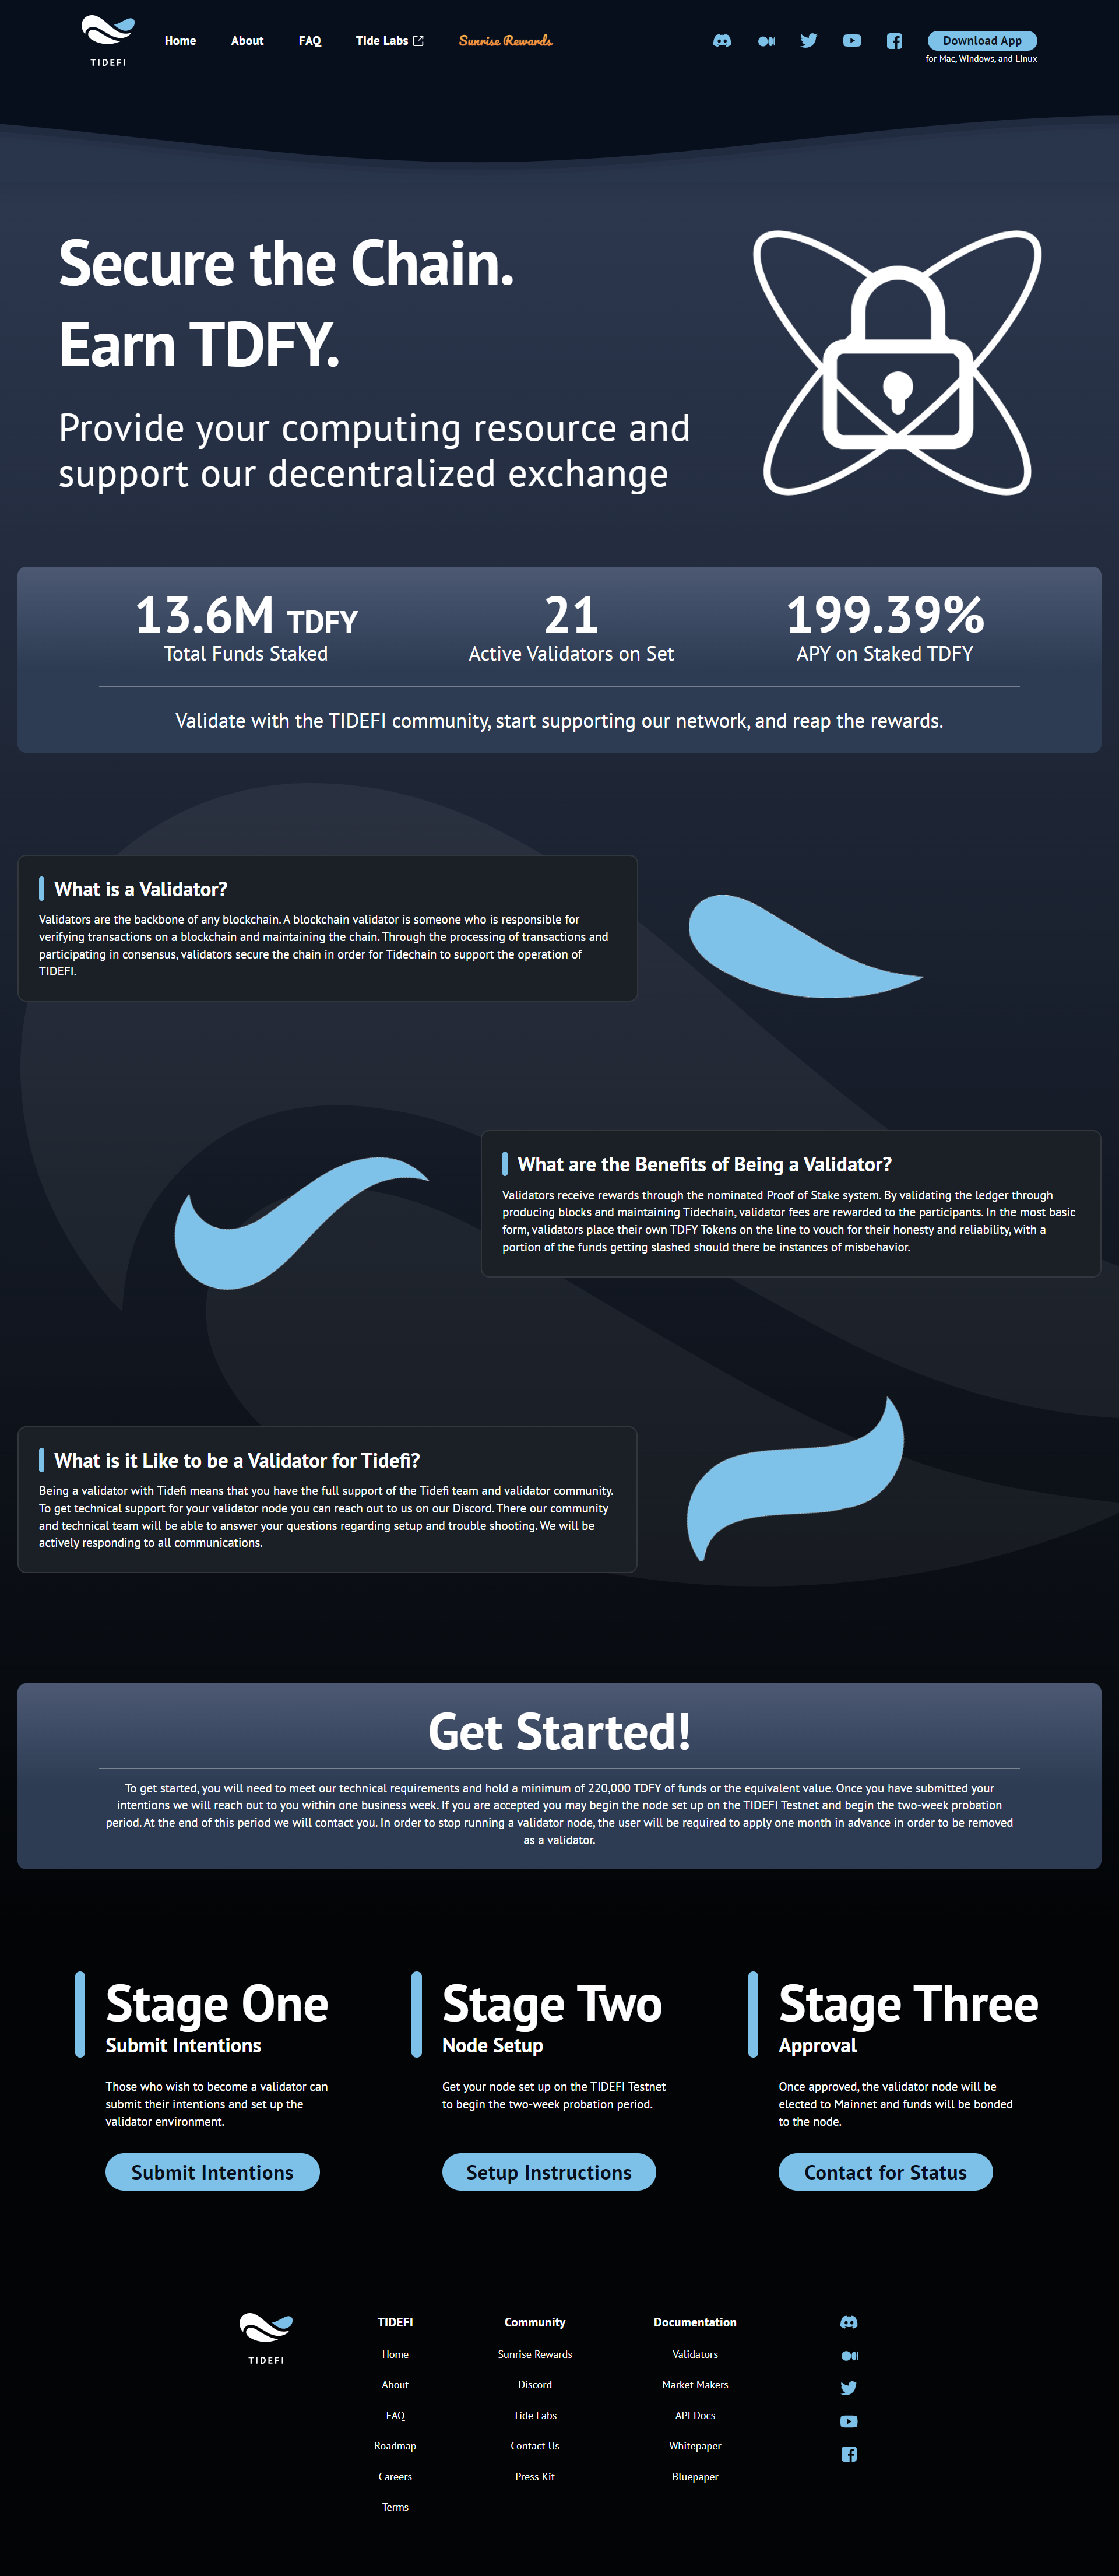 Home About FAQ Tide Labs Sunrise Rewards Download App
TIDEFI
for Mac, Windows, and Linux
Secure the Chain.
Earn TDFY.
Provide your computing resource and
support our decentralized exchange
13.6M TDFY
Total Funds Staked
21
Active Validators on Set
199.39%
APY on Staked TDFY
Validate with the TIDEFI community, start supporting our network, and reap the rewards.
What is a Validator?
Validators are the backbone of any blockchain. A blockchain validator is someone who is responsible for
verifying transactions on a blockchain and maintaining the chain. Through the processing of transactions and
participating in consensus, validators secure the chain in order for Tidechain to support the operation of
TIDEFI.
What are the Benefits of Being a Validator?
Validators receive rewards through the nominated Proof of Stake system. By validating the ledger through
producing blocks and maintaining Tidechain, validator fees are rewarded to the participants. In the most basic
form, validators place their own TDFY Tokens on the line to vouch for their honesty and reliability, with a
portion of the funds getting slashed should there be instances of misbehavior.
What is it Like to be a Validator for Tidefi?
Being a validator with Tidefi means that you have the full support of the Tidefi team and validator community.
To get technical support for your validator node you can reach out to us on our Discord. There our community
and technical team will be able to answer your questions regarding setup and trouble shooting. We will be
actively responding to all communications.
Get Started!
To get started, you will need to meet our technical requirements and hold a minimum of 220,000 TDFY of funds or the equivalent value. Once you have submitted your
intentions we will reach out to you within one business week. If you are accepted you may begin the node set up on the TIDEFI Testnet and begin the two-week probation
period. At the end of this period we will contact you. In order to stop running a validator node, the user will be required to apply one month in advance in order to be removed
as a validator.
Stage One
Submit Intentions
Those who wish to become a validator can
submit their intentions and set up the
validator environment.
Submit Intentions
Stage Two
Node Setup
Get your node set up on the TIDEFI Testnet
to begin the two-week probation period.
Setup Instructions
Stage Three
Approval
Once approved, the validator node will be
elected to Mainnet and funds will be bonded
to the node.
Contact for Status
TIDEFI
TIDEFI
Home
About
FAQ
Roadmap
Careers
Terms
Community
Sunrise Rewards
Discord
Tide Labs
Contact Us
Press Kit
Documentation
Validators
Market Makers
API Docs
Whitepaper
Bluepaper